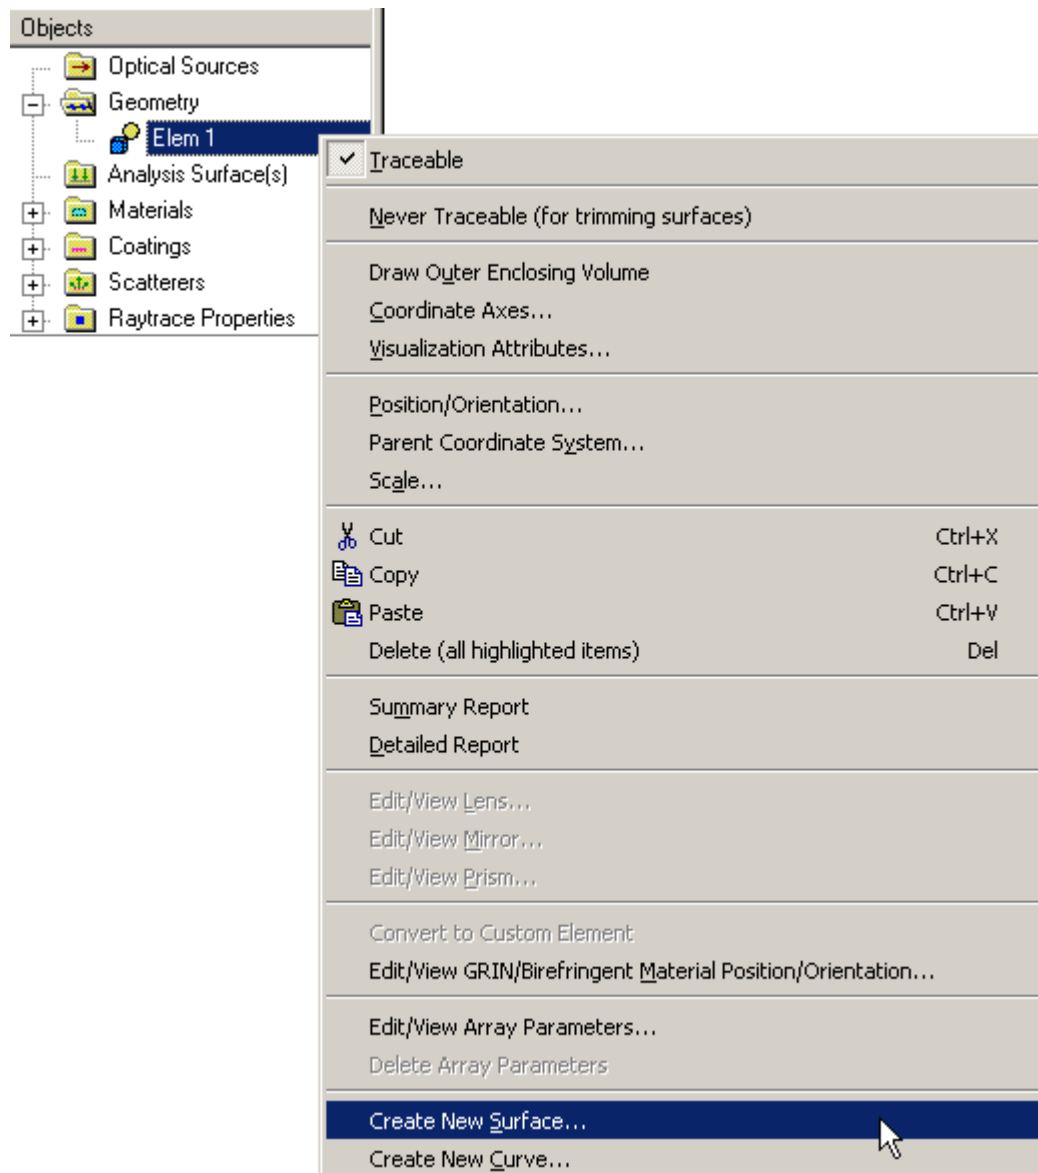 Objects
Optical Sources
Geometry
Elem 1
Analysis Surface(s)
Materials
Coatings
Scatterers
Raytrace Properties
Traceable
Never Traceable (for trimming surfaces)
Draw Outer Enclosing Volume
Coordinate Axes...
Visualization Attributes...
Position/Orientation...
Parent Coordinate System...
Scale...
Cut Ctrl+X
Copy Ctrl+C
Paste Ctrl+V
Delete (all highlighted items) Del
Summary Report
Detailed Report
Edit/View Lens...
Edit/View Mirror...
Edit/View Prism...
Convert to Custom Element
Edit/View GRIN/Birefringent Material Position/Orientation...
Edit/View Array Parameters...
Delete Array Parameters
Create New Surface...
Create New Curve...